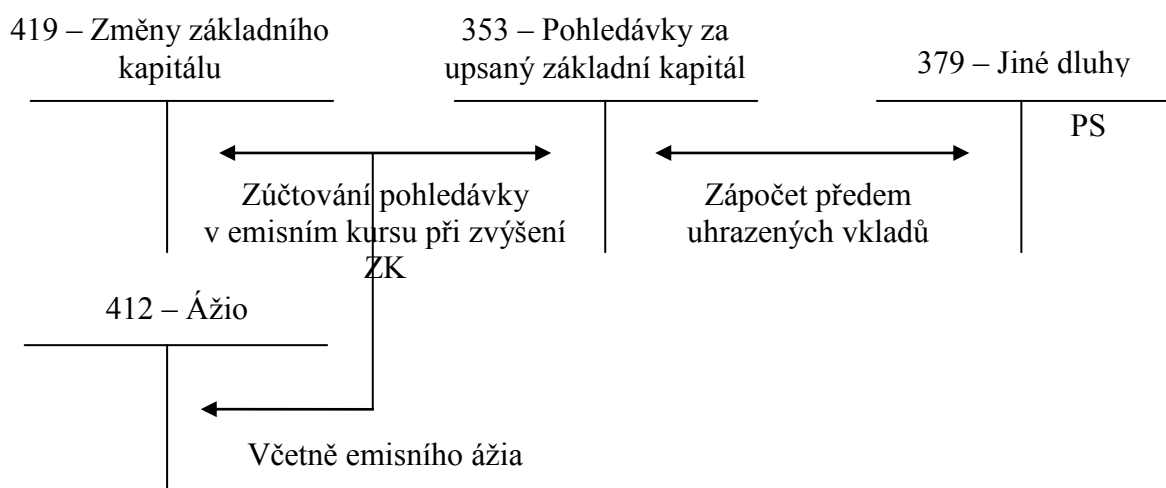 419 – Změny základního
kapitálu
353 – Pohledávky za
upsaný základní kapitál
379 – Jiné dluhy
PS
Zúčtování pohledávky
v emisním kursu při zvýšení
ZK
Zápočet předem
uhrazených vkladů
412 – Ážio
Včetně emisního ážia